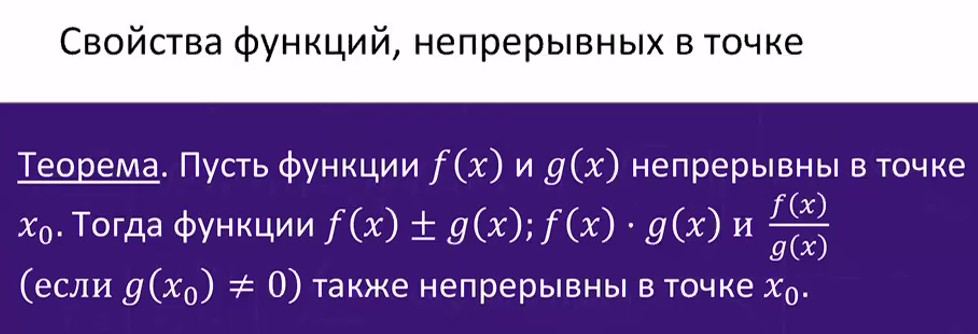 Свойства функций, непрерывных в точке
Теорема. Пусть функции f(x) и g(x) непрерывны в точке
x₀. Тогда функции f(x) ± g(x); f(x) · g(x) и f(x)/g(x)
(если g(x₀) ≠ 0) также непрерывны в точке x₀.